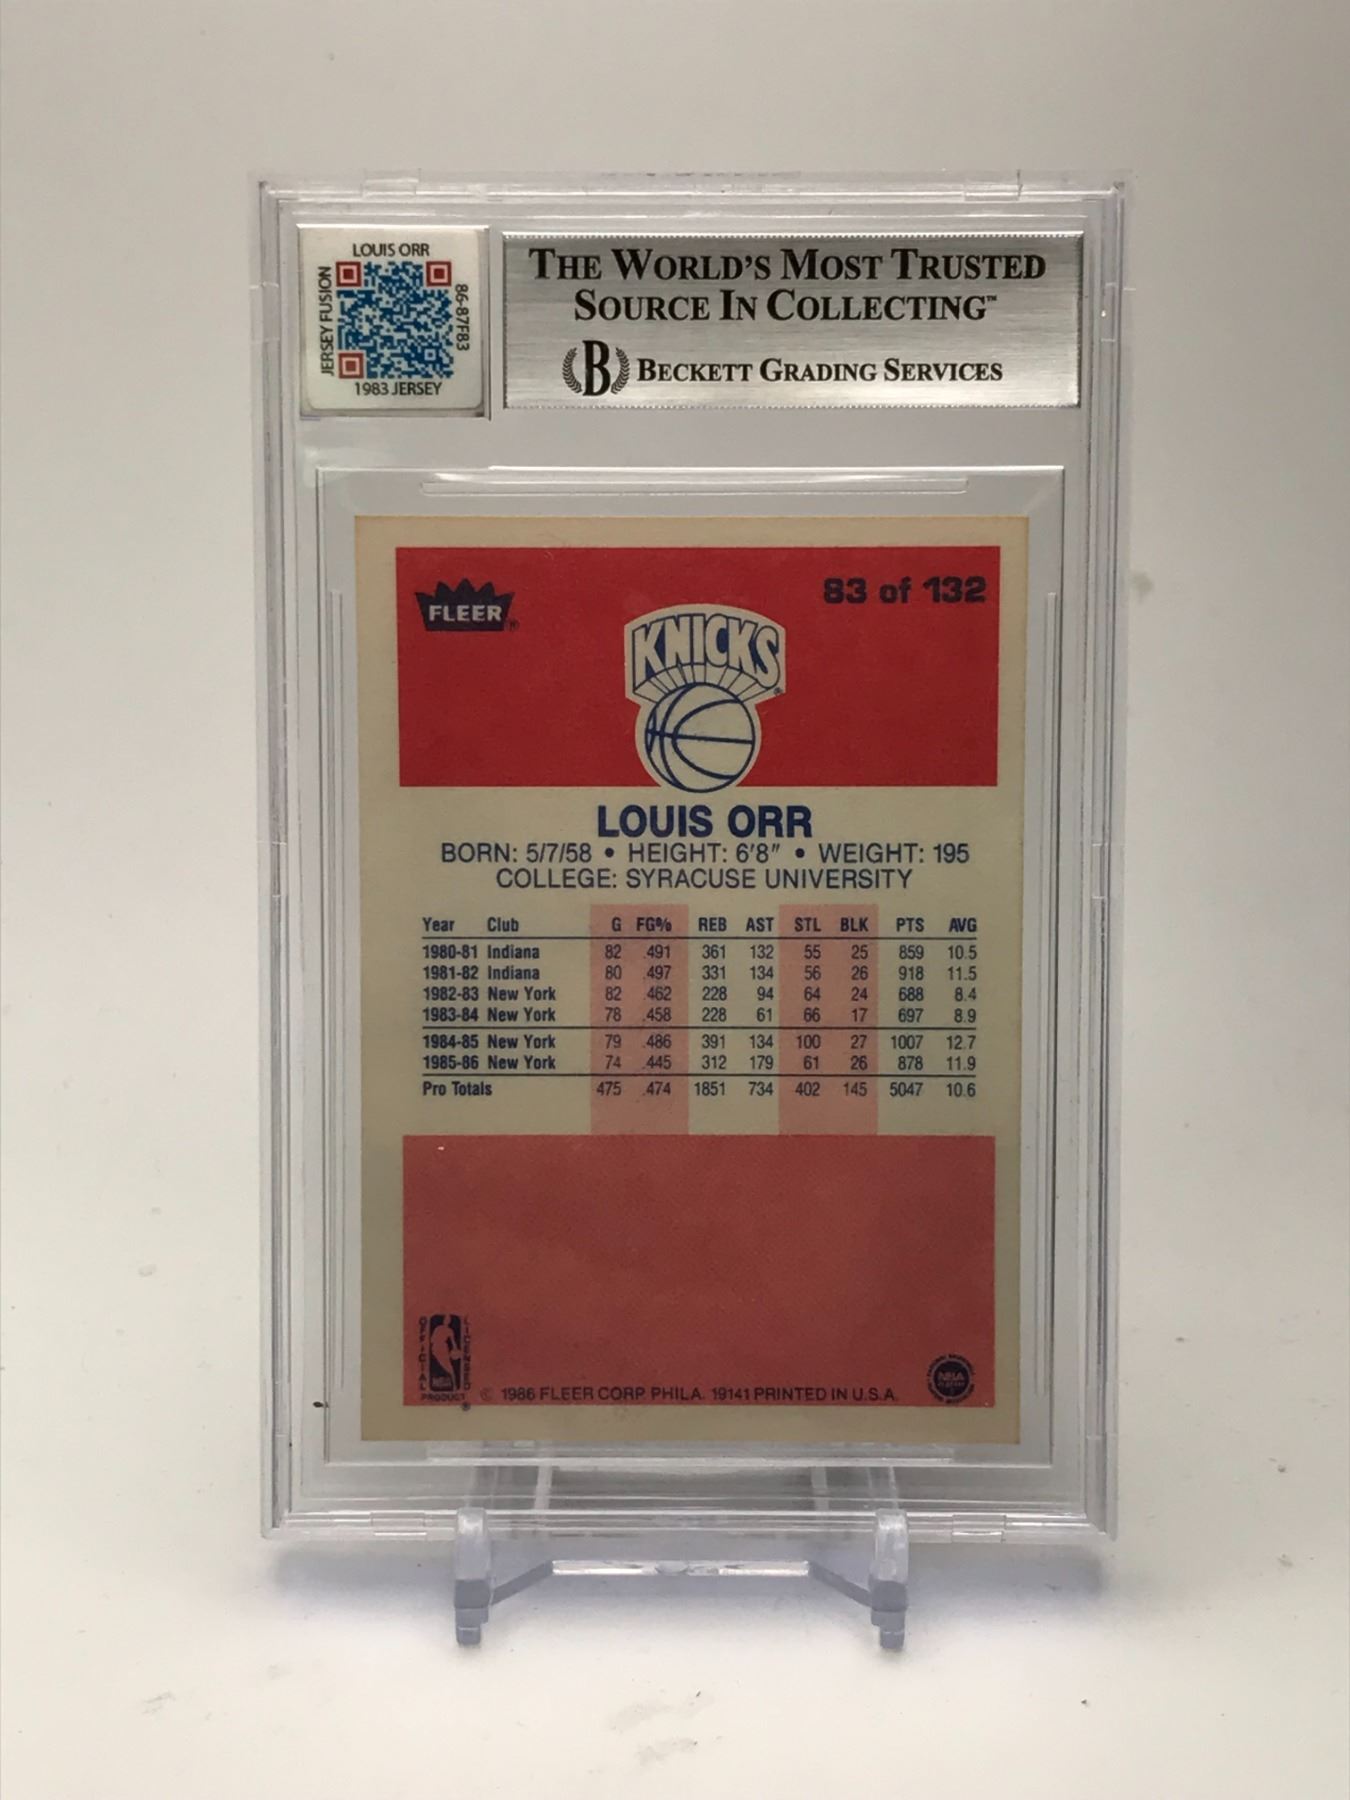 LOUIS ORR
JERSEY FUSION
86-87F83
1983 JERSEY
THE WORLD'S MOST TRUSTED
SOURCE IN COLLECTING™
B BECKETT GRADING SERVICES
FLEER®
83 of 132
KNICKS®
LOUIS ORR
BORN: 5/7/58 • HEIGHT: 6'8" • WEIGHT: 195
COLLEGE: SYRACUSE UNIVERSITY
Year Club G FG% REB AST STL BLK PTS AVG
1980-81 Indiana 82 .491 361 132 55 25 859 10.5
1981-82 Indiana 80 .497 331 134 56 26 918 11.5
1982-83 New York 82 .462 228 94 64 24 688 8.4
1983-84 New York 78 .458 228 61 66 17 697 8.9
1984-85 New York 79 .486 391 134 100 27 1007 12.7
1985-86 New York 74 .445 312 179 61 26 878 11.9
Pro Totals 475 .474 1851 734 402 145 5047 10.6
OFFICIAL
LICENSED
NBA
PRODUCT®
© 1986 FLEER CORP. PHILA. 19141 PRINTED IN U.S.A.
NBA